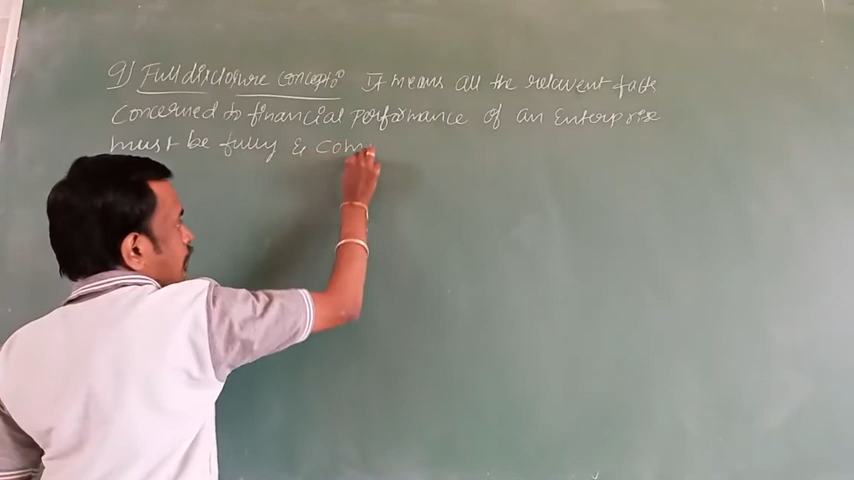 9) Full disclosure concept:- It means all the relavent facts
concerned to financial performance of an Enterprise
must be fully & com